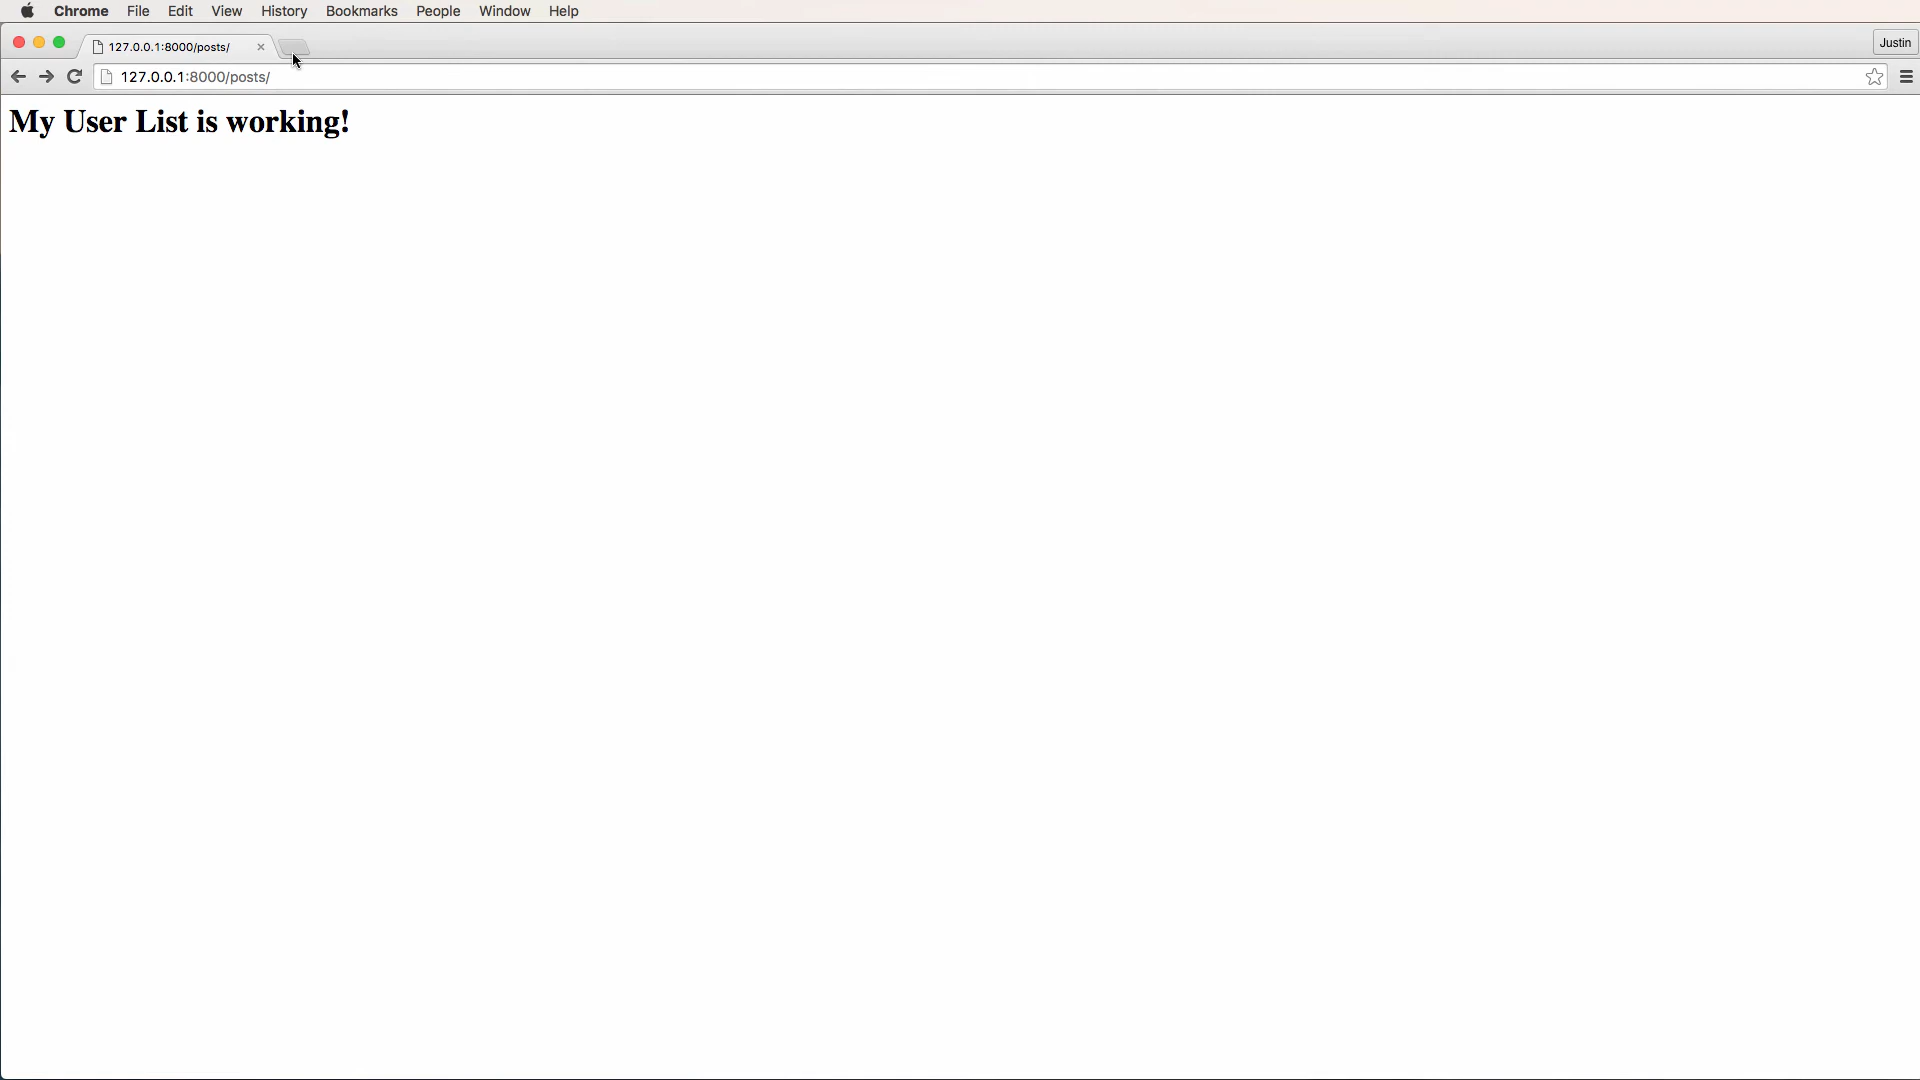 Chrome File Edit View History Bookmarks People Window Help
127.0.0.1:8000/posts/
Justin
127.0.0.1:8000/posts/
My User List is working!